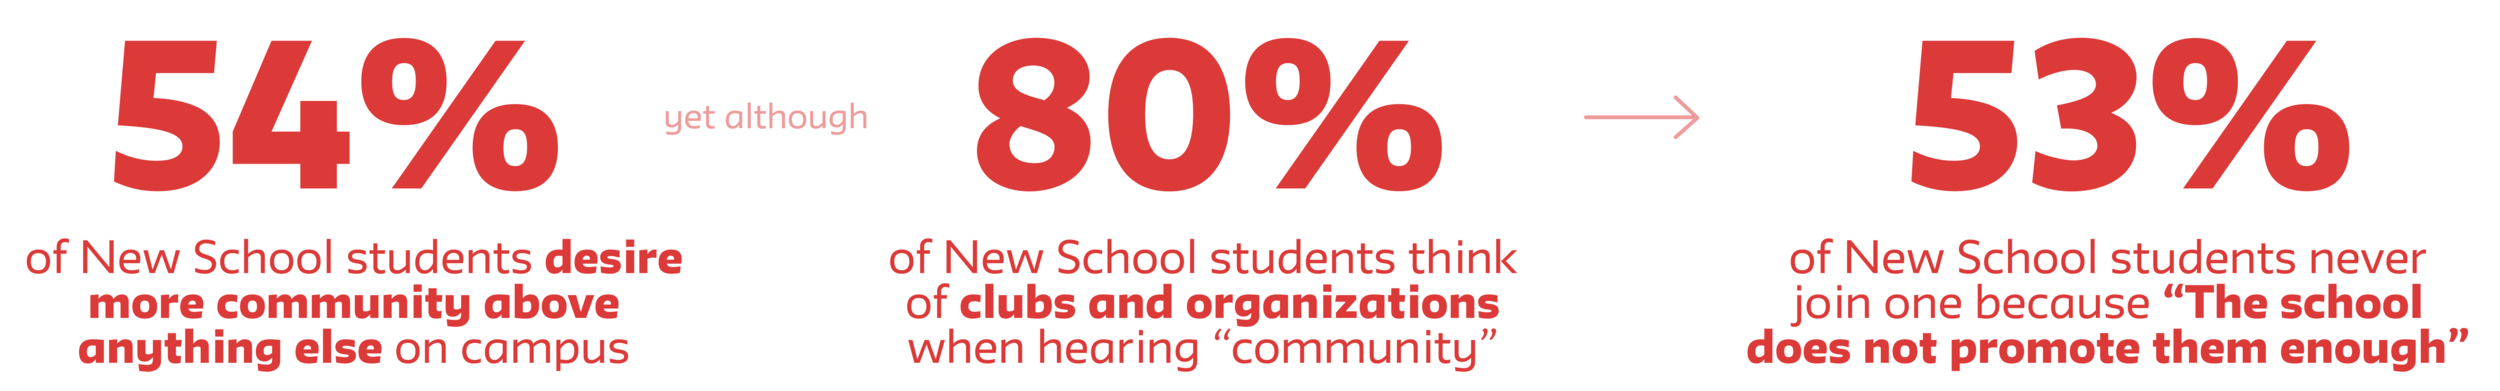 54%
of New School students desire
more community above
anything else on campus
yet although
80%
of New School students think
of clubs and organizations
when hearing “community”
53%
of New School students never
join one because “The school
does not promote them enough”